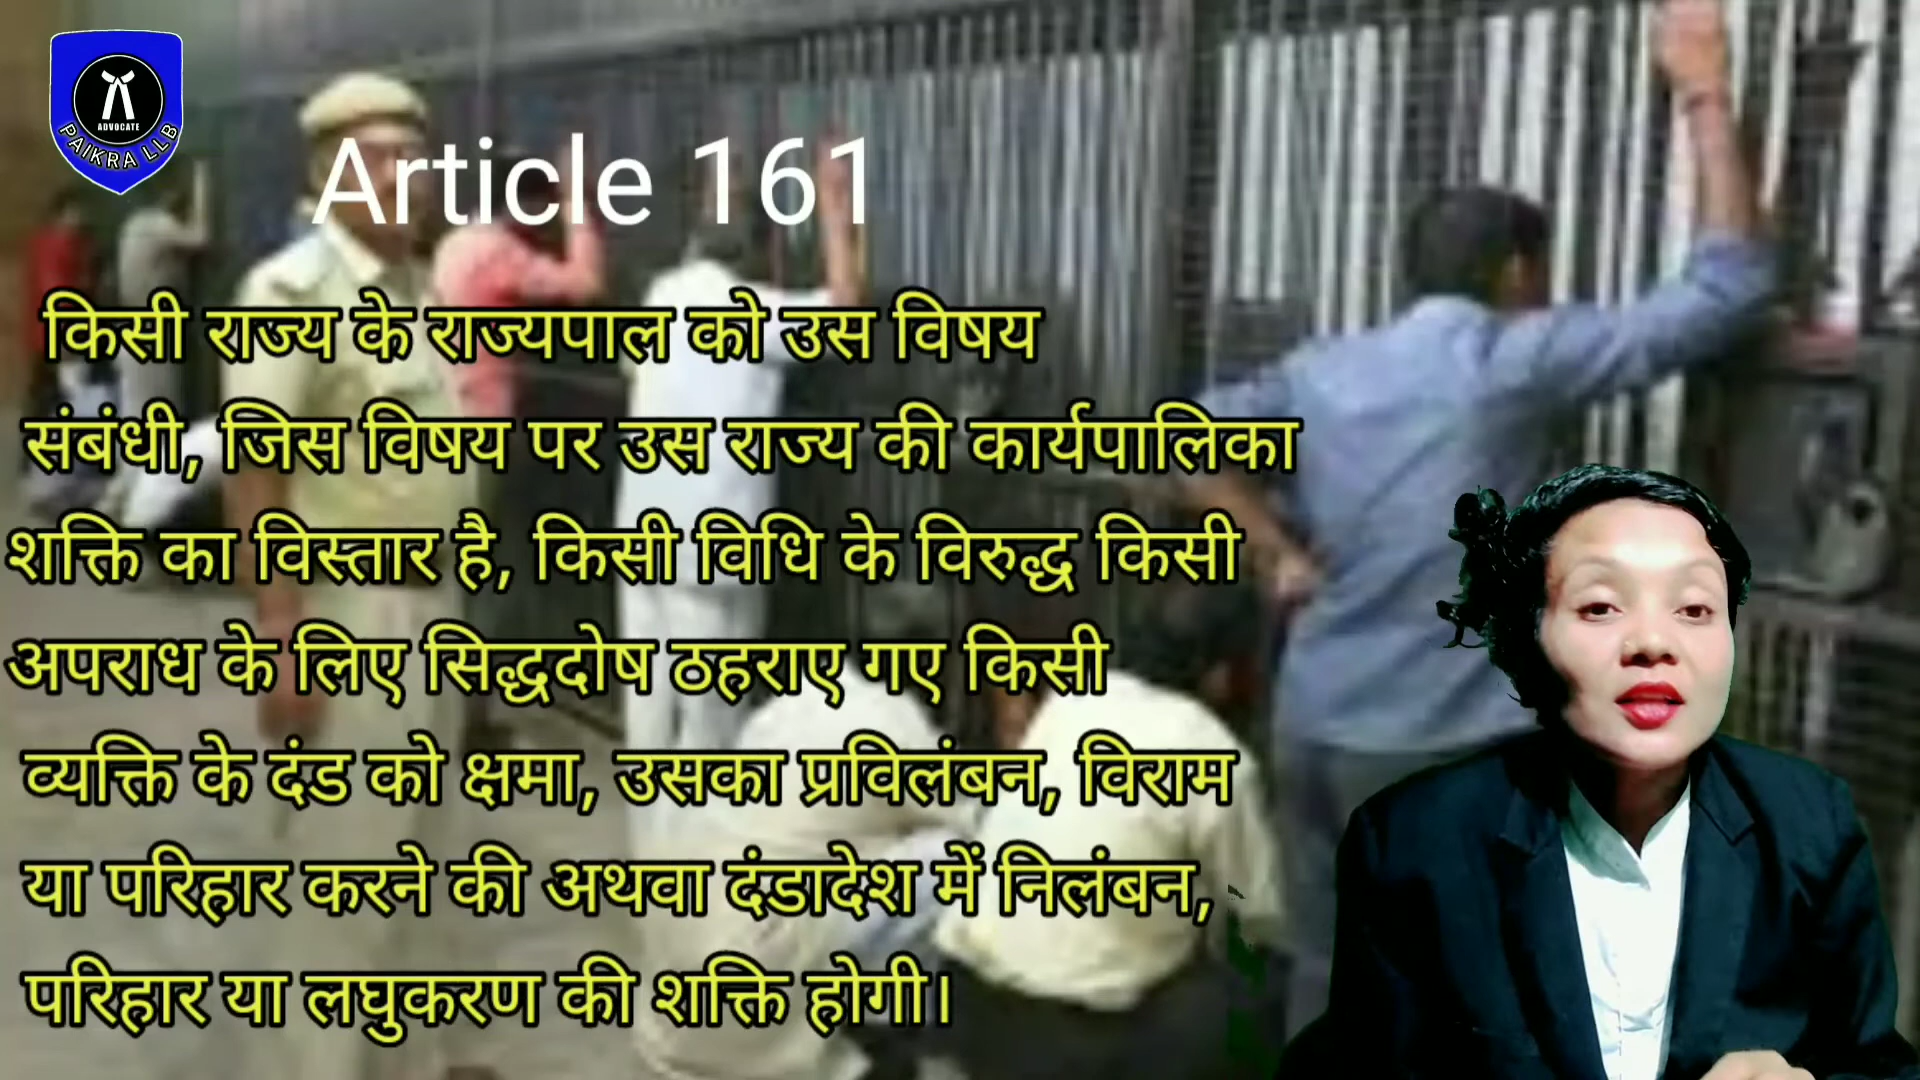 ADVOCATE
PAIKRA LLB
Article 161
किसी राज्य के राज्यपाल को उस विषय
संबंधी, जिस विषय पर उस राज्य की कार्यपालिका
शक्ति का विस्तार है, किसी विधि के विरुद्ध किसी
अपराध के लिए सिद्धदोष ठहराए गए किसी
व्यक्ति के दंड को क्षमा, उसका प्रविलंबन, विराम
या परिहार करने की अथवा दंडादेश में निलंबन,
परिहार या लघुकरण की शक्ति होगी।